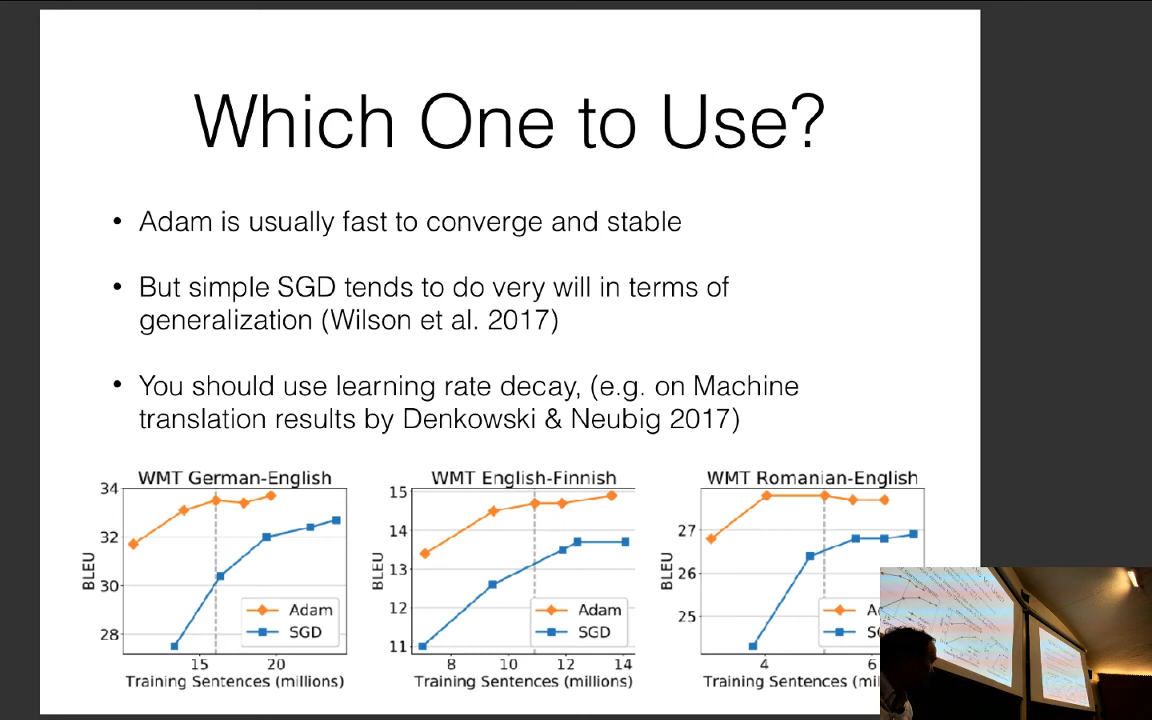 Which One to Use?
• Adam is usually fast to converge and stable
• But simple SGD tends to do very will in terms of
generalization (Wilson et al. 2017)
• You should use learning rate decay, (e.g. on Machine
translation results by Denkowski & Neubig 2017)
WMT German-English
34
32
30
28
BLEU
15 20
Training Sentences (millions)
Adam
SGD
WMT English-Finnish
15
14
13
12
11
BLEU
8 10 12 14
Training Sentences (millions)
Adam
SGD
WMT Romanian-English
27
26
25
BLEU
4 6
Training Sentences